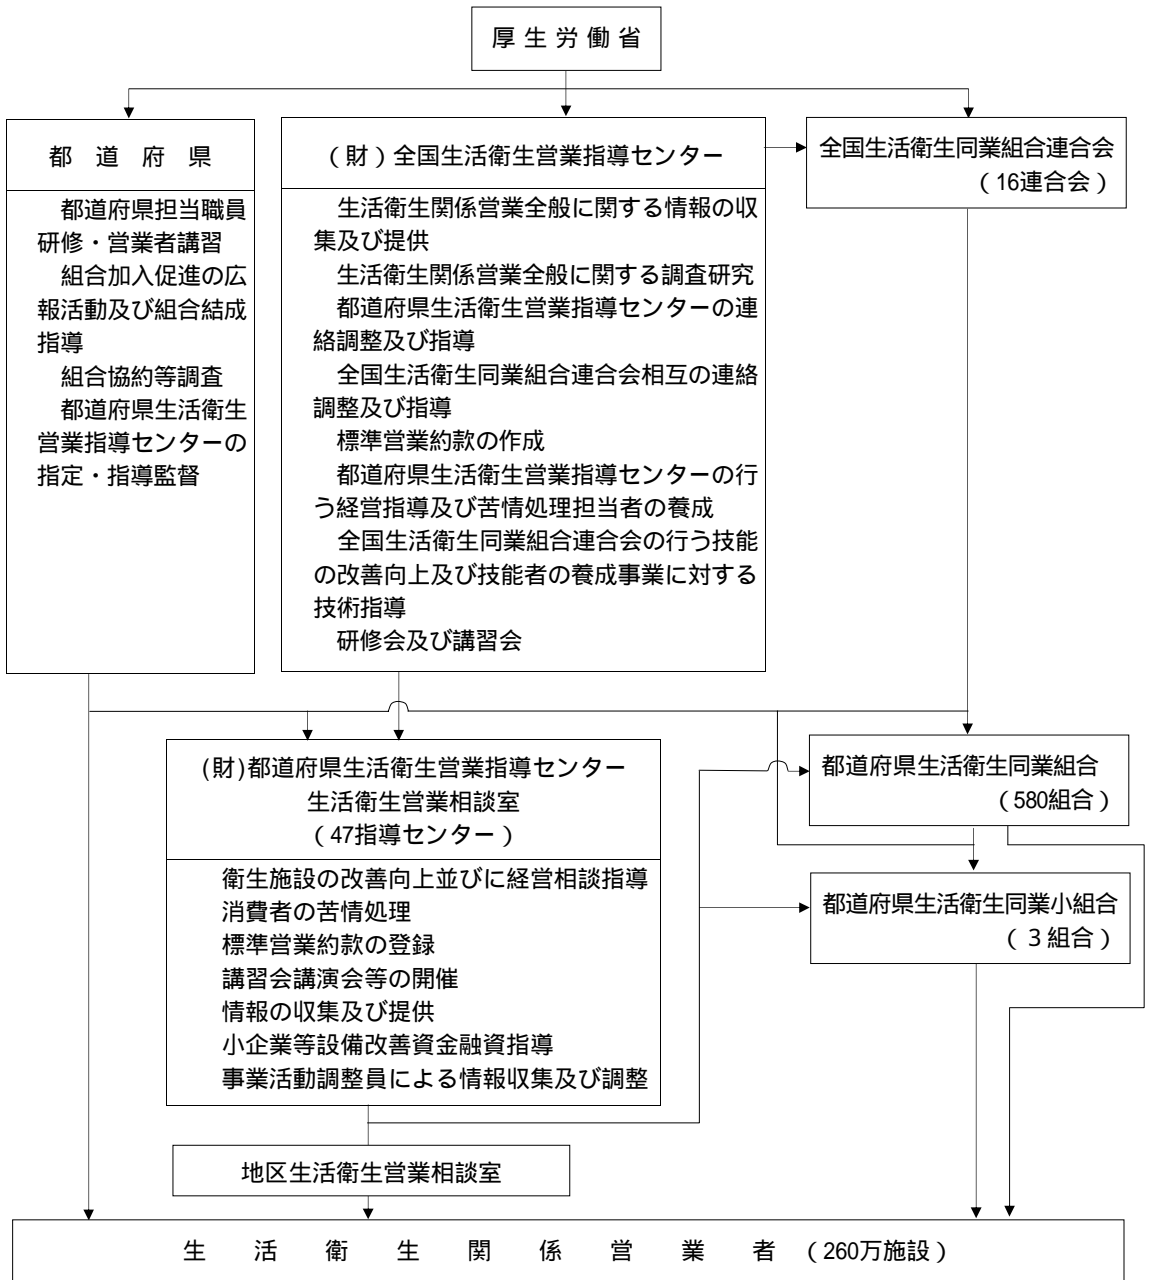 厚生労働省
都道府県
都道府県担当職員
研修・営業者講習
組合加入促進の広
報活動及び組合結成
指導
組合協約等調査
都道府県生活衛生
営業指導センターの
指定・指導監督
(財)全国生活衛生営業指導センター
生活衛生関係営業全般に関する情報の収
集及び提供
生活衛生関係営業全般に関する調査研究
都道府県生活衛生営業指導センターの連
絡調整及び指導
全国生活衛生同業組合連合会相互の連絡
調整及び指導
標準営業約款の作成
都道府県生活衛生営業指導センターの行
う経営指導及び苦情処理担当者の養成
全国生活衛生同業組合連合会の行う技能
の改善向上及び技能者の養成事業に対する
技術指導
研修会及び講習会
全国生活衛生同業組合連合会
(16連合会)
(財)都道府県生活衛生営業指導センター
生活衛生営業相談室
(47指導センター)
衛生施設の改善向上並びに経営相談指導
消費者の苦情処理
標準営業約款の登録
講習会講演会等の開催
情報の収集及び提供
小企業等設備改善資金融資指導
事業活動調整員による情報収集及び調整
都道府県生活衛生同業組合
(580組合)
都道府県生活衛生同業小組合
(3組合)
地区生活衛生営業相談室
生活衛生関係営業者(260万施設)